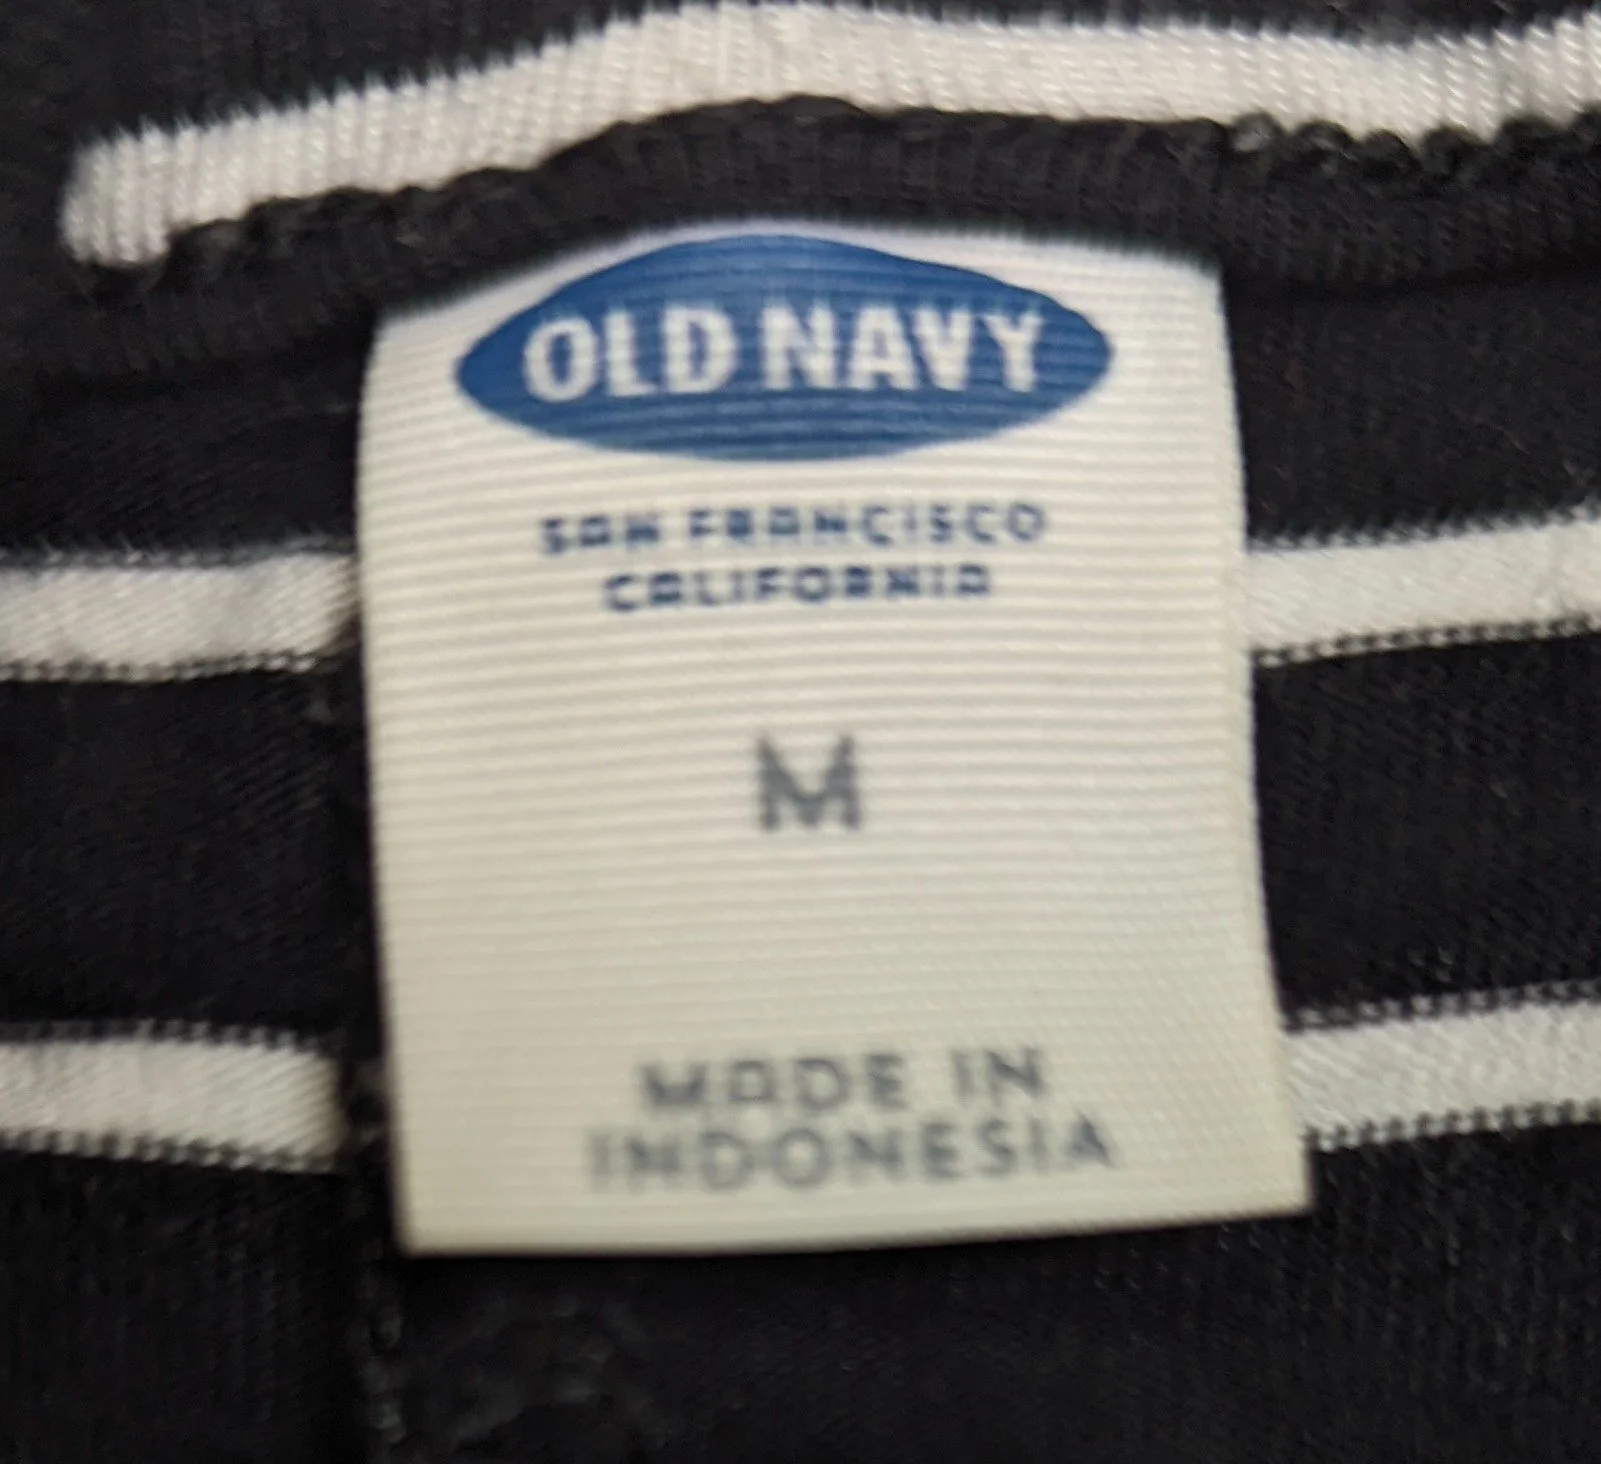 OLD NAVY
SAN FRANCISCO
CALIFORNIA
M
MADE IN
INDONESIA